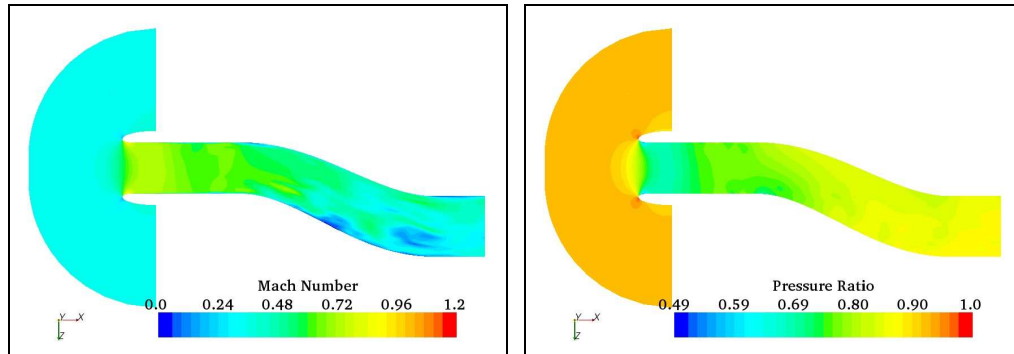 Mach Number
0.0 0.24 0.48 0.72 0.96 1.2
Y X
Z
Pressure Ratio
0.49 0.59 0.69 0.80 0.90 1.0
Y X
Z